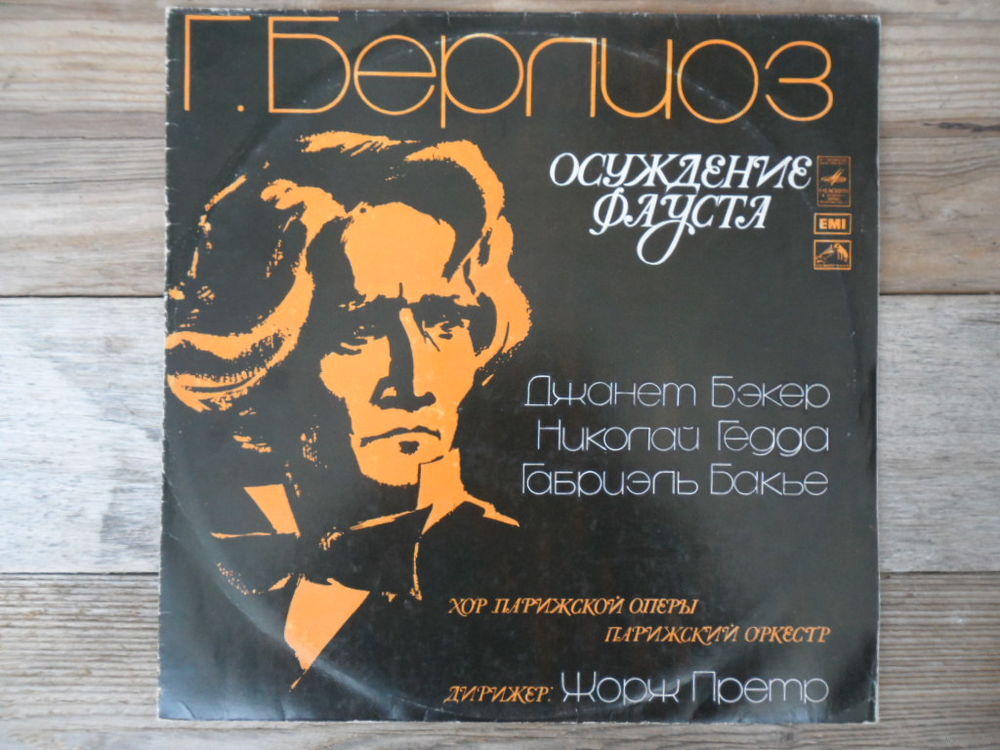 Г. Берлиоз
ОСУЖДЕНИЕ
ФАУСТА
EMI
Джанет Бэкер
Николай Гедда
Габриэль Бакье
ХОР ПАРИЖСКОЙ ОПЕРЫ
ПАРИЖСКИЙ ОРКЕСТР
ДИРИЖЕР: Жорж Претр